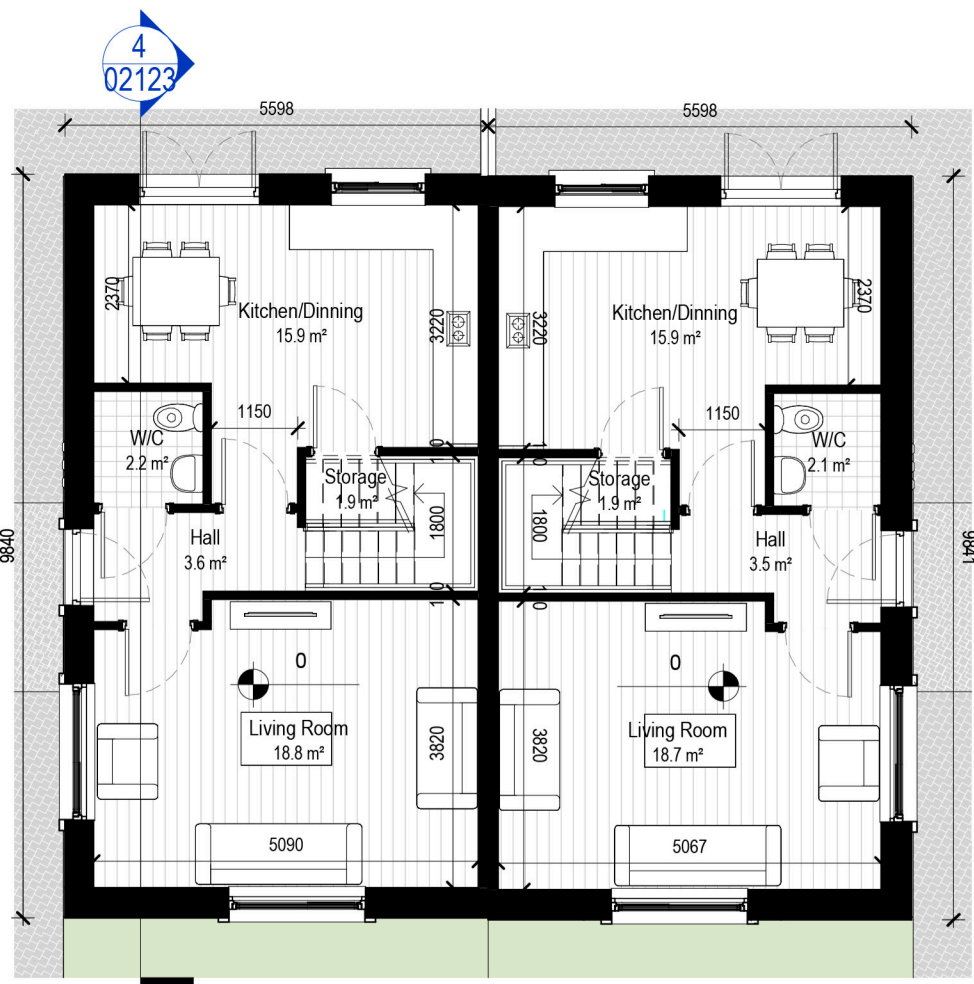 4
02123
5598
5598
2370
Kitchen/Dinning
15.9 m²
3220
3220
Kitchen/Dinning
15.9 m²
2370
1150
1150
W/C
2.2 m²
W/C
2.1 m²
Storage
1.9 m²
Storage
1.9 m²
1800
1800
Hall
3.6 m²
Hall
3.5 m²
9840
9841
0
0
Living Room
18.8 m²
3820
3820
Living Room
18.7 m²
5090
5067